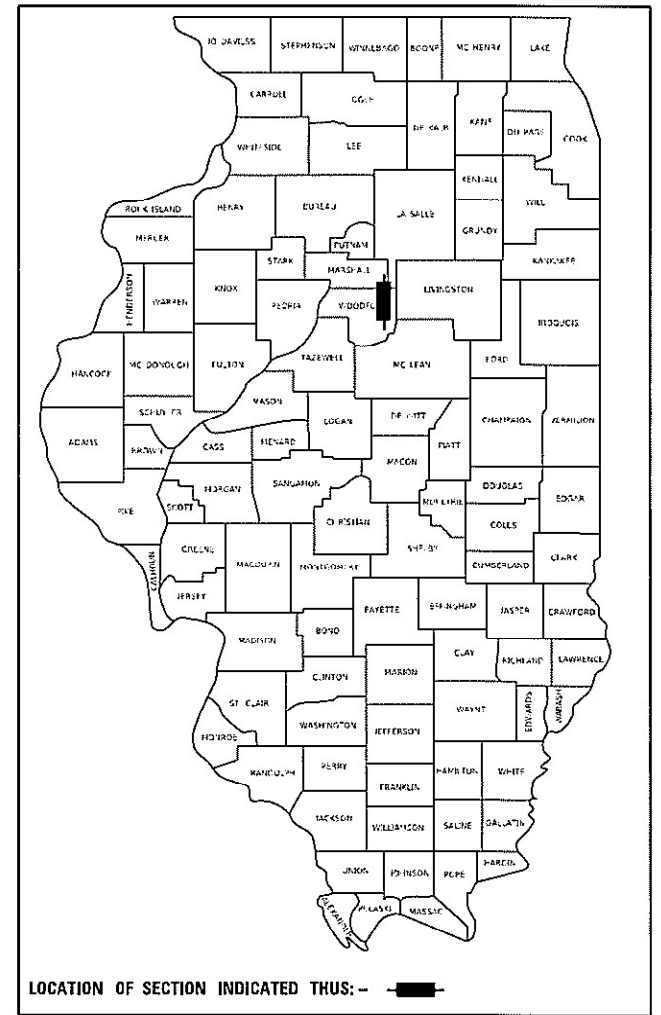 JO DAVIESS STEPHENSON WINNEBAGO BOONE MC HENRY LAKE
CARROLL OGLE DE KALB KANE DU PAGE COOK
WHITESIDE LEE KENDALL WILL
ROCK ISLAND HENRY BUREAU LA SALLE GRUNDY
MERCER STARK PUTNAM KANKAKEE
HENDERSON WARREN KNOX PEORIA MARSHALL LIVINGSTON IROQUOIS
HANCOCK MC DONOUGH FULTON TAZEWELL MC LEAN FORD
SCHUYLER MASON LOGAN DE WITT CHAMPAIGN VERMILION
ADAMS BROWN CASS MENARD MACON PIATT
PIKE SCOTT MORGAN SANGAMON MOULTRIE DOUGLAS EDGAR
CHRISTIAN COLES
CALHOUN GREENE MACOUPIN MONTGOMERY SHELBY CUMBERLAND CLARK
JERSEY FAYETTE EFFINGHAM JASPER CRAWFORD
MADISON BOND CLAY RICHLAND LAWRENCE
CLINTON MARION
ST. CLAIR WASHINGTON JEFFERSON WAYNE EDWARDS WABASH
MONROE
RANDOLPH PERRY FRANKLIN HAMILTON WHITE
JACKSON WILLIAMSON SALINE GALLATIN
UNION JOHNSON POPE HARDIN
ALEXANDER PULASKI MASSAC
LOCATION OF SECTION INDICATED THUS: -